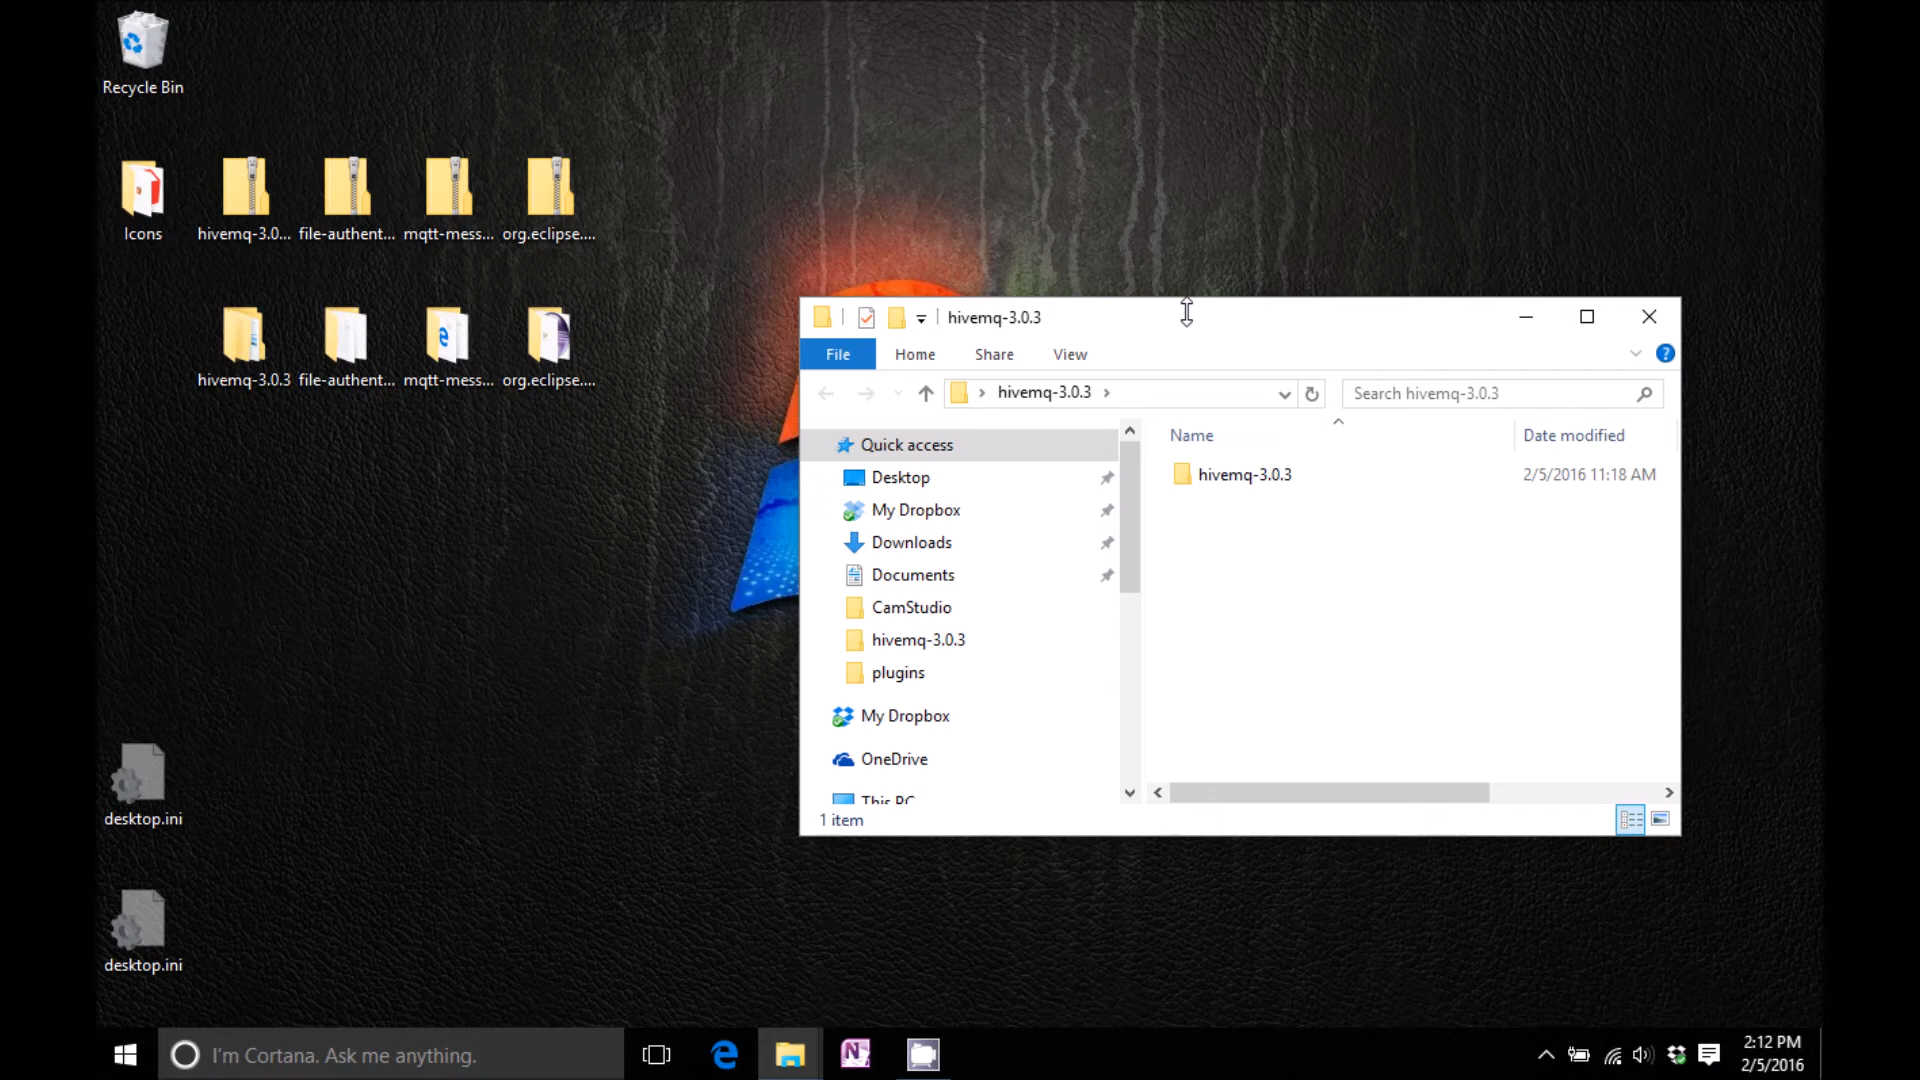 Recycle Bin
Icons
hivemq-3.0...
file-authent...
mqtt-mess...
org.eclipse....
hivemq-3.0.3
file-authent...
mqtt-mess...
org.eclipse....
desktop.ini
desktop.ini
hivemq-3.0.3
File
Home
Share
View
hivemq-3.0.3
Search hivemq-3.0.3
Quick access
Desktop
My Dropbox
Downloads
Documents
CamStudio
hivemq-3.0.3
plugins
My Dropbox
OneDrive
This PC
Name
Date modified
hivemq-3.0.3
2/5/2016 11:18 AM
1 item
I'm Cortana. Ask me anything.
2:12 PM
2/5/2016